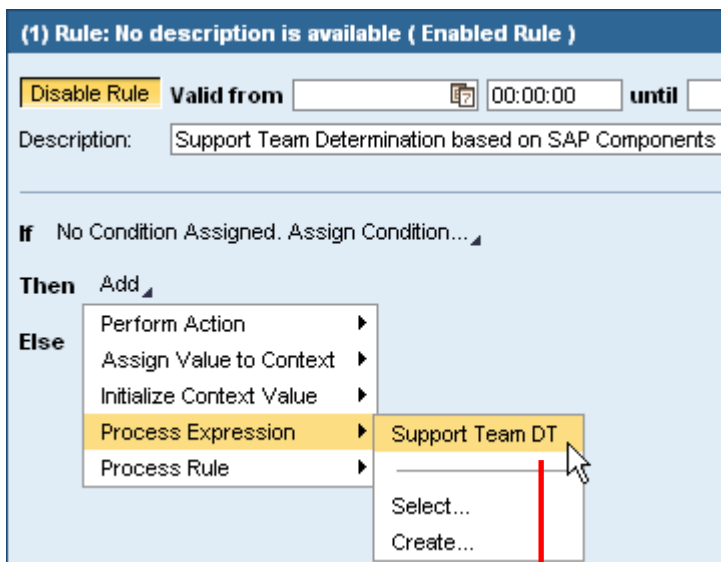 (1) Rule: No description is available ( Enabled Rule )
Disable Rule Valid from 00:00:00 until
Description: Support Team Determination based on SAP Components
If No Condition Assigned. Assign Condition...
Then Add
Perform Action
Else
Assign Value to Context
Initialize Context Value
Process Expression
Support Team DT
Process Rule
Select...
Create...